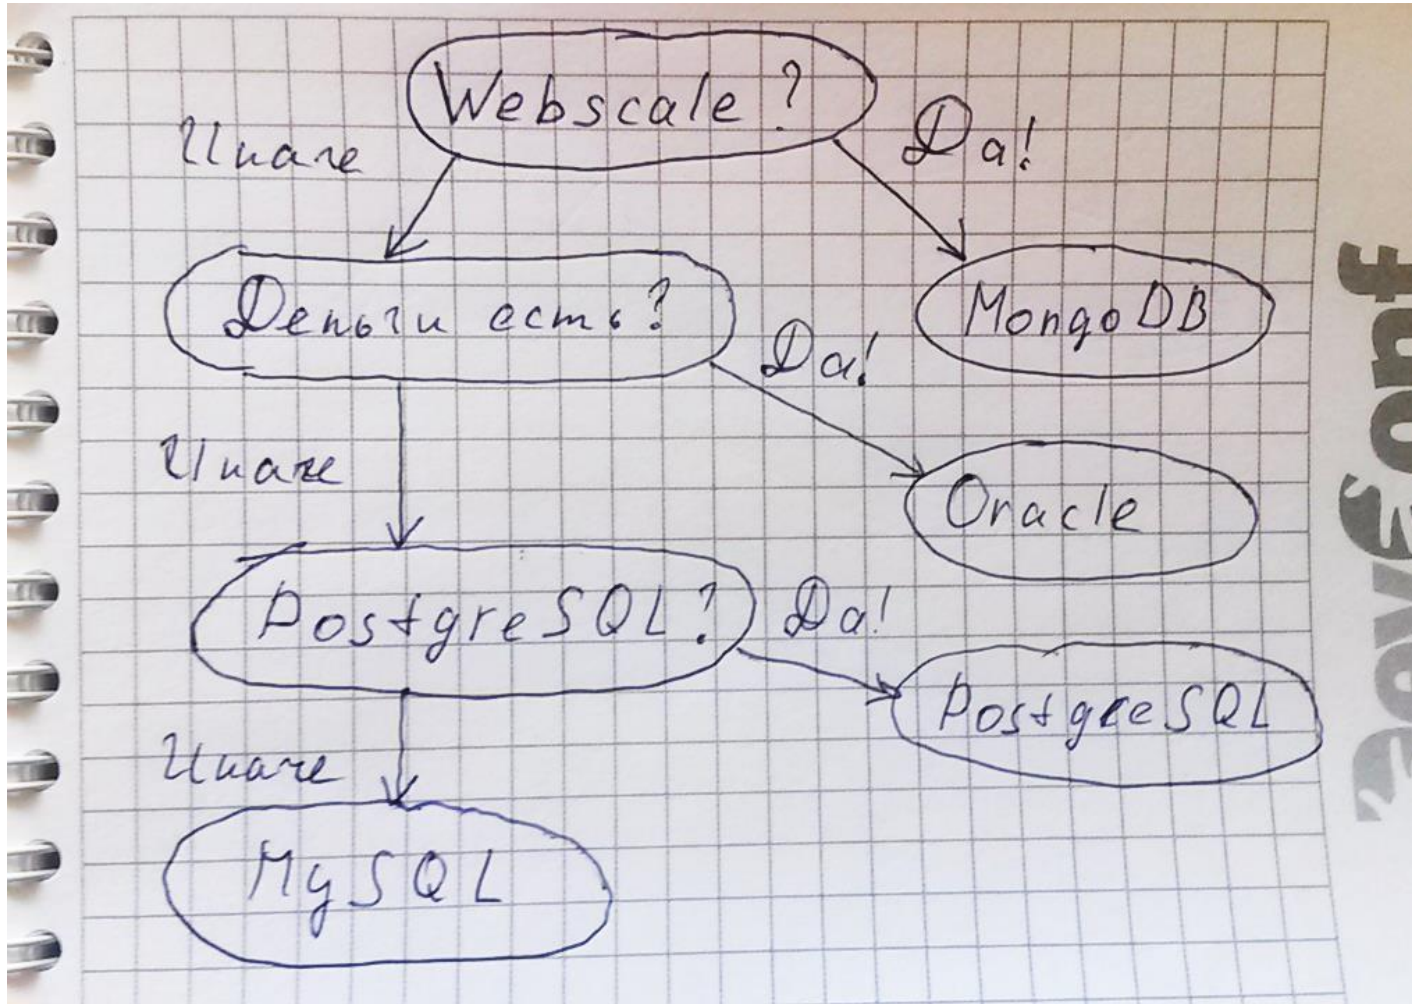 Webscale?
Иначе
Да!
Деньги есть?
MongoDB
Да!
Иначе
Oracle
PostgreSQL?
Да!
PostgreSQL
Иначе
MySQL